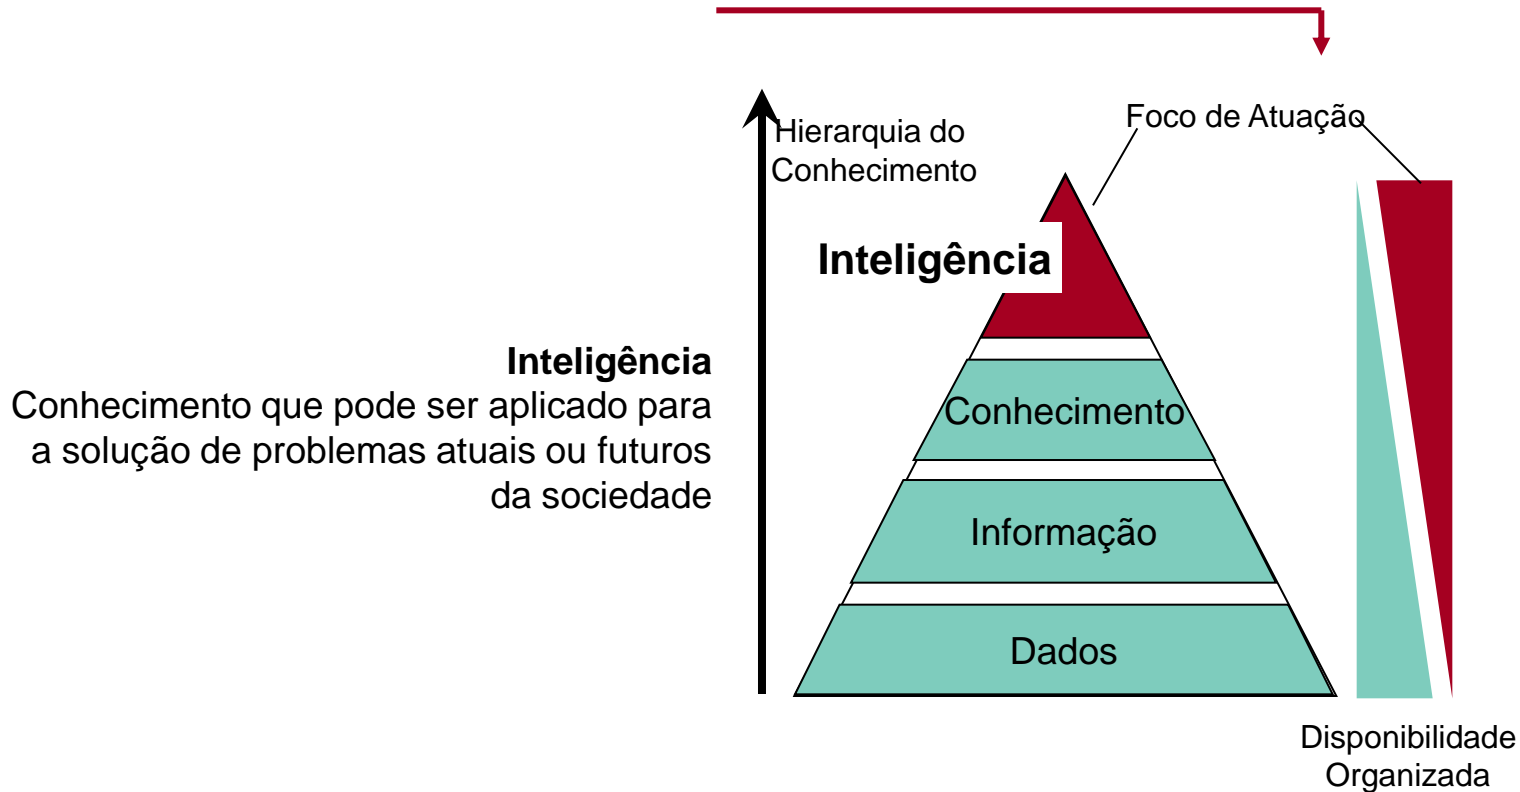 Hierarquia do
Conhecimento
Foco de Atuação
Inteligência
Inteligência
Conhecimento que pode ser aplicado para
a solução de problemas atuais ou futuros
da sociedade
Conhecimento
Informação
Dados
Disponibilidade
Organizada